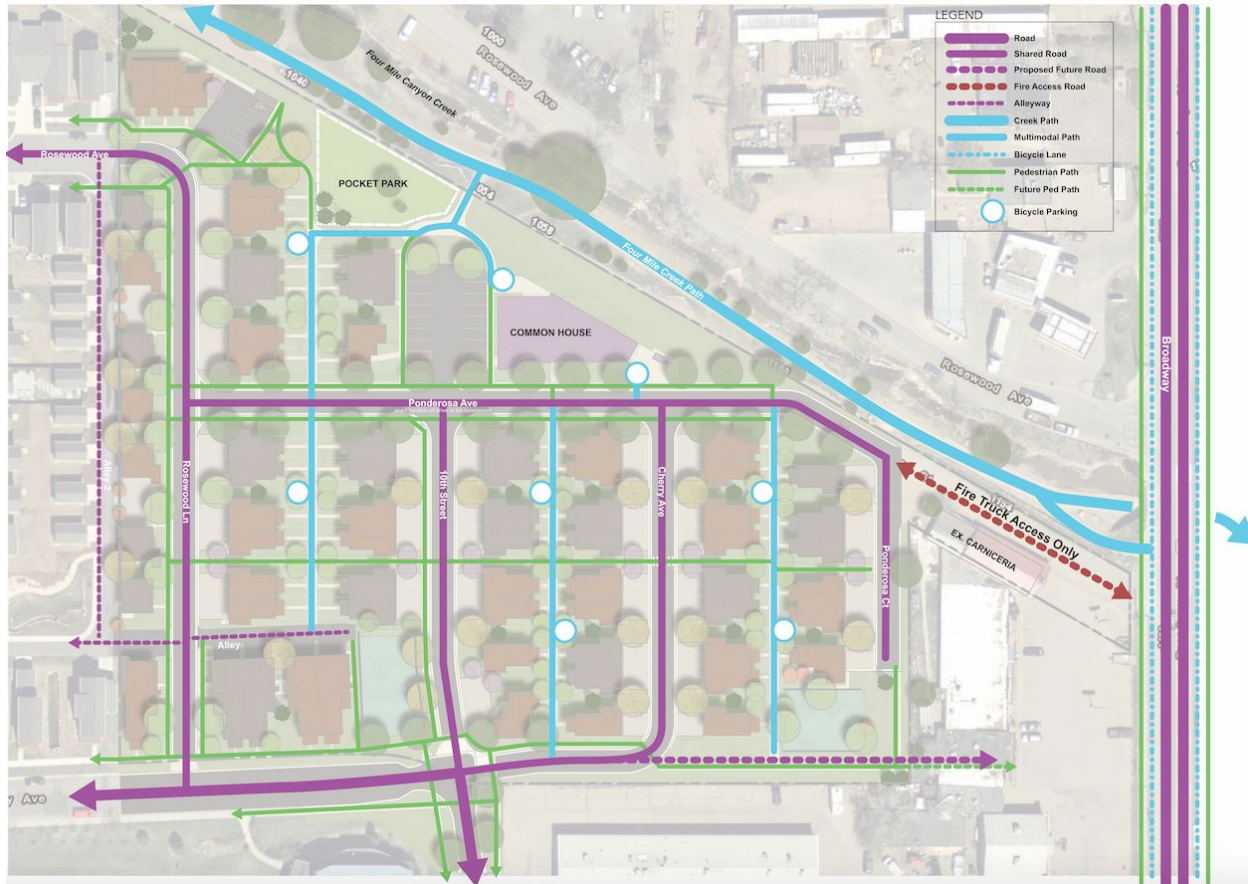 LEGEND
Road
Shared Road
Proposed Future Road
Fire Access Road
Alleyway
Creek Path
Multimodal Path
Bicycle Lane
Pedestrian Path
Future Ped Path
Bicycle Parking
1000
Rosewood Ave
Four Mile Canyon Creek
1040
Rosewood Ave
POCKET PARK
1058
Four Mile Creek Path
COMMON HOUSE
Broadway
Rosewood Ave
Ponderosa Ave
Alley
Rosewood Ln
10th Street
Cherry Ave
Fire Truck Access Only
EX. CARNICERIA
Ponderosa Ct
Alley
Ave